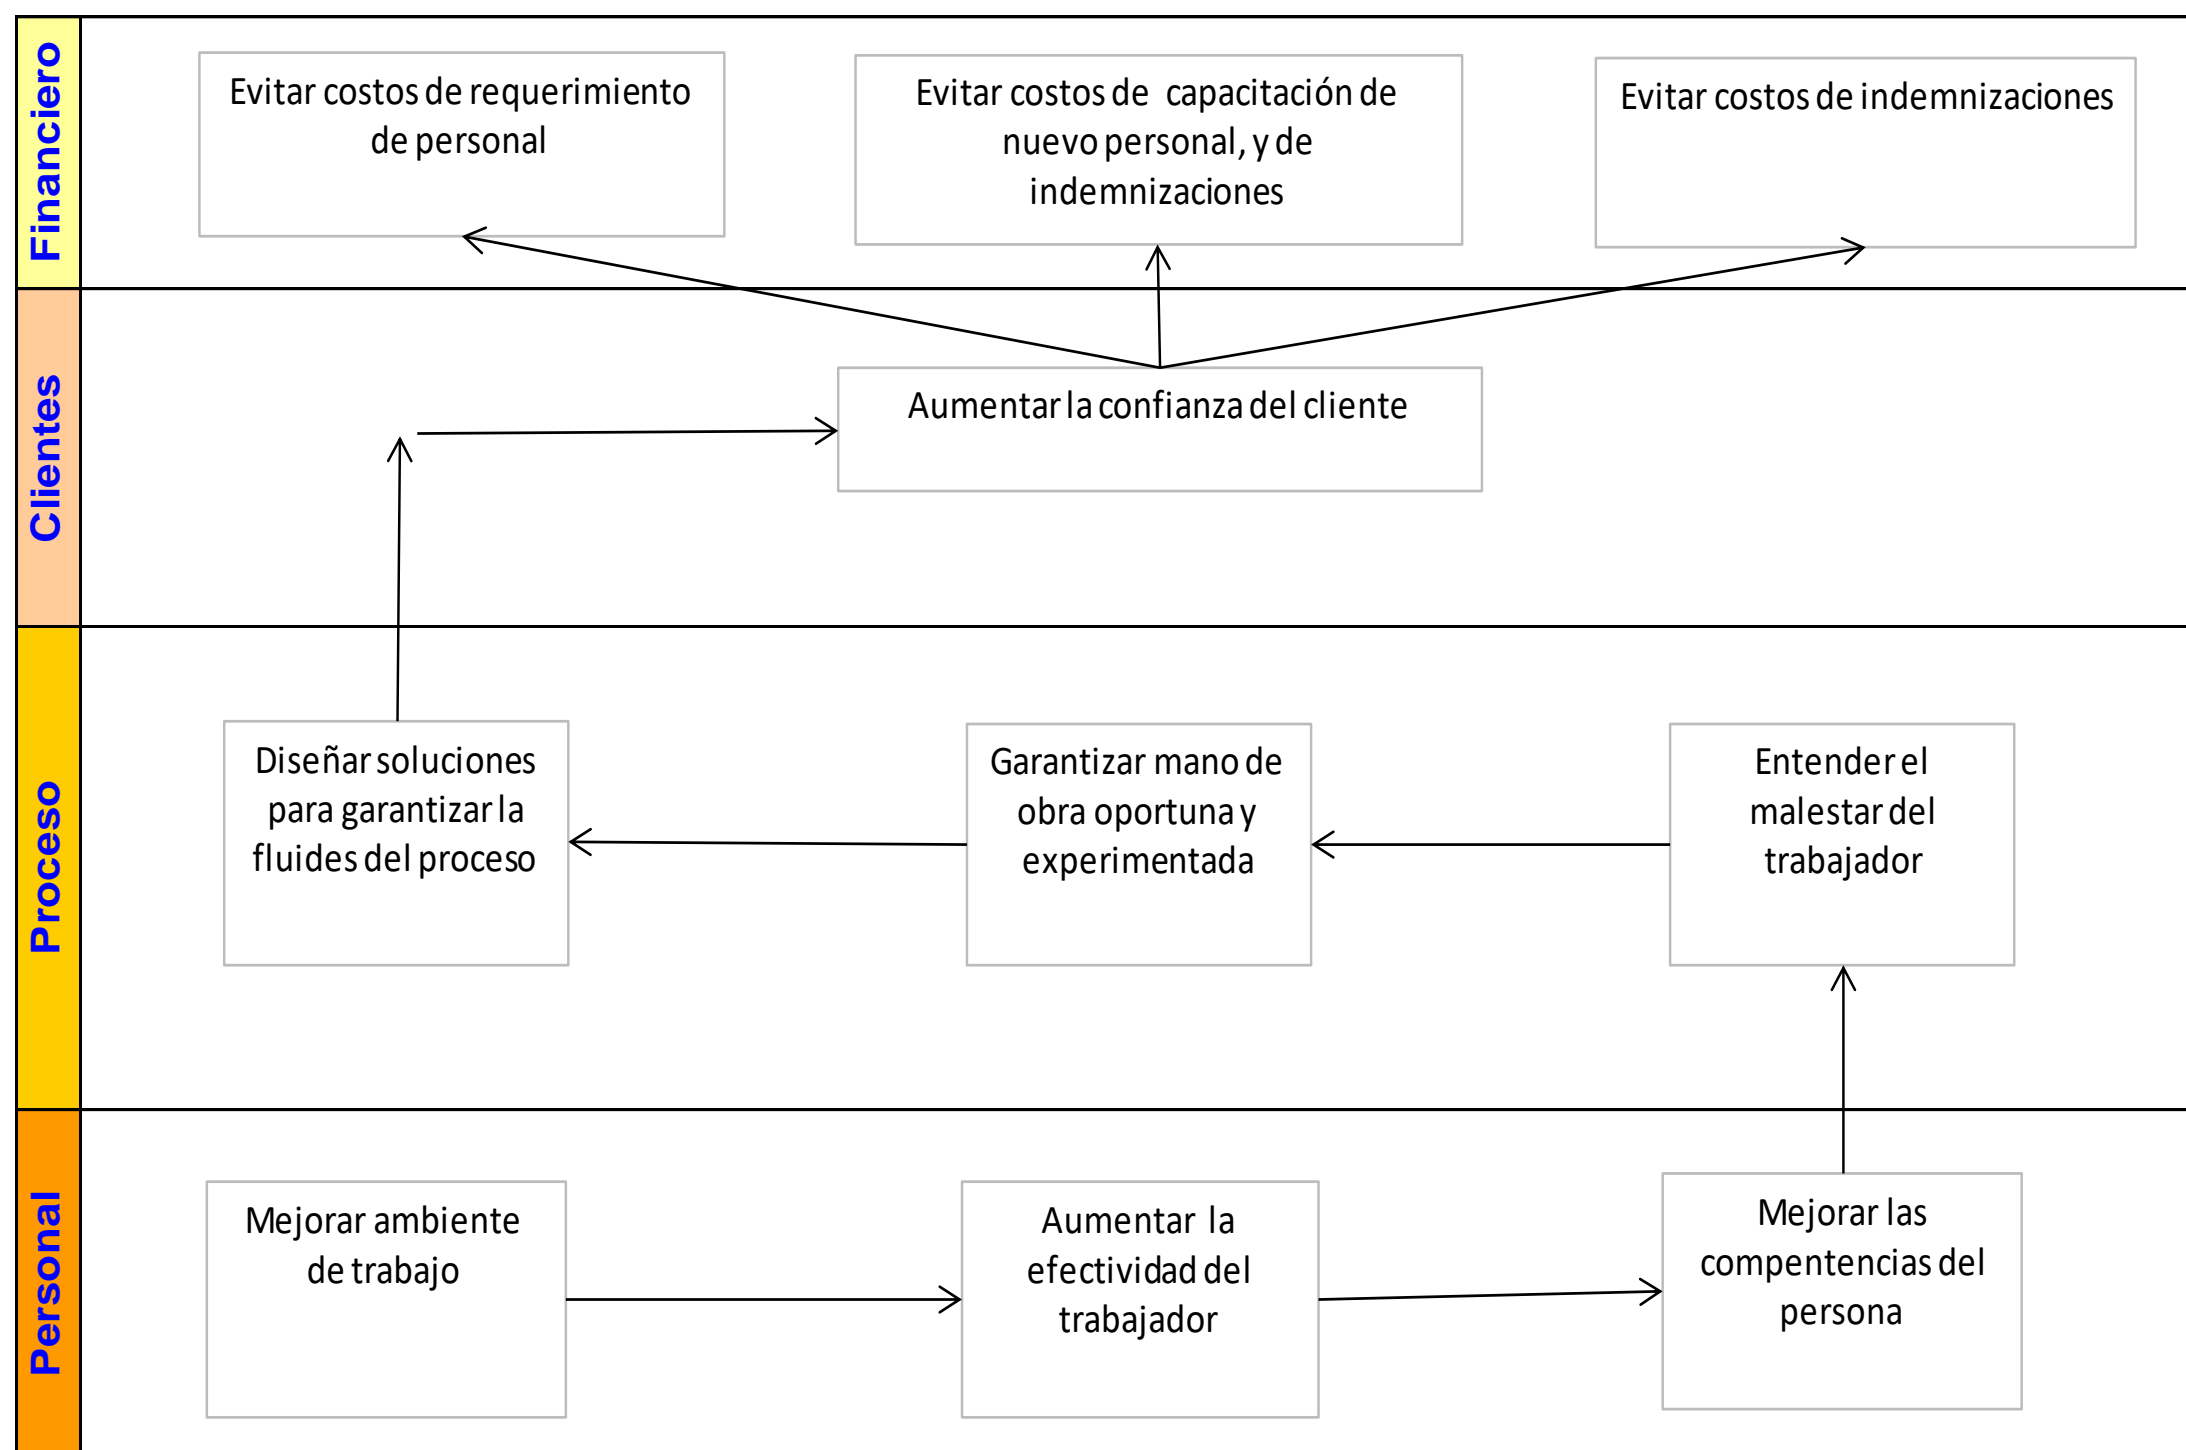 Financiero
Evitar costos de requerimiento
de personal
Evitar costos de capacitación de
nuevo personal, y de
indemnizaciones
Evitar costos de indemnizaciones
Clientes
Aumentar la confianza del cliente
Proceso
Diseñar soluciones
para garantizar la
fluides del proceso
Garantizar mano de
obra oportuna y
experimentada
Entender el
malestar del
trabajador
Personal
Mejorar ambiente
de trabajo
Aumentar la
efectividad del
trabajador
Mejorar las
compentencias del
persona